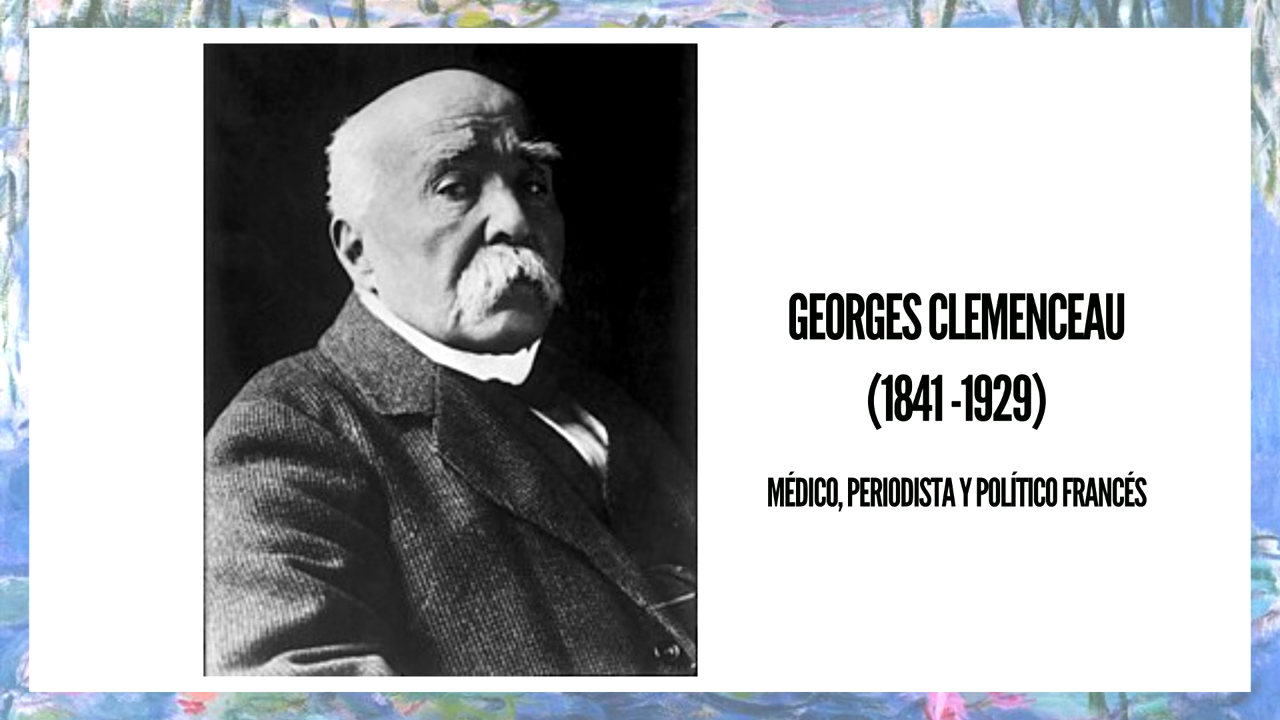 GEORGES CLEMENCEAU
(1841 -1929)
MÉDICO, PERIODISTA Y POLÍTICO FRANCÉS